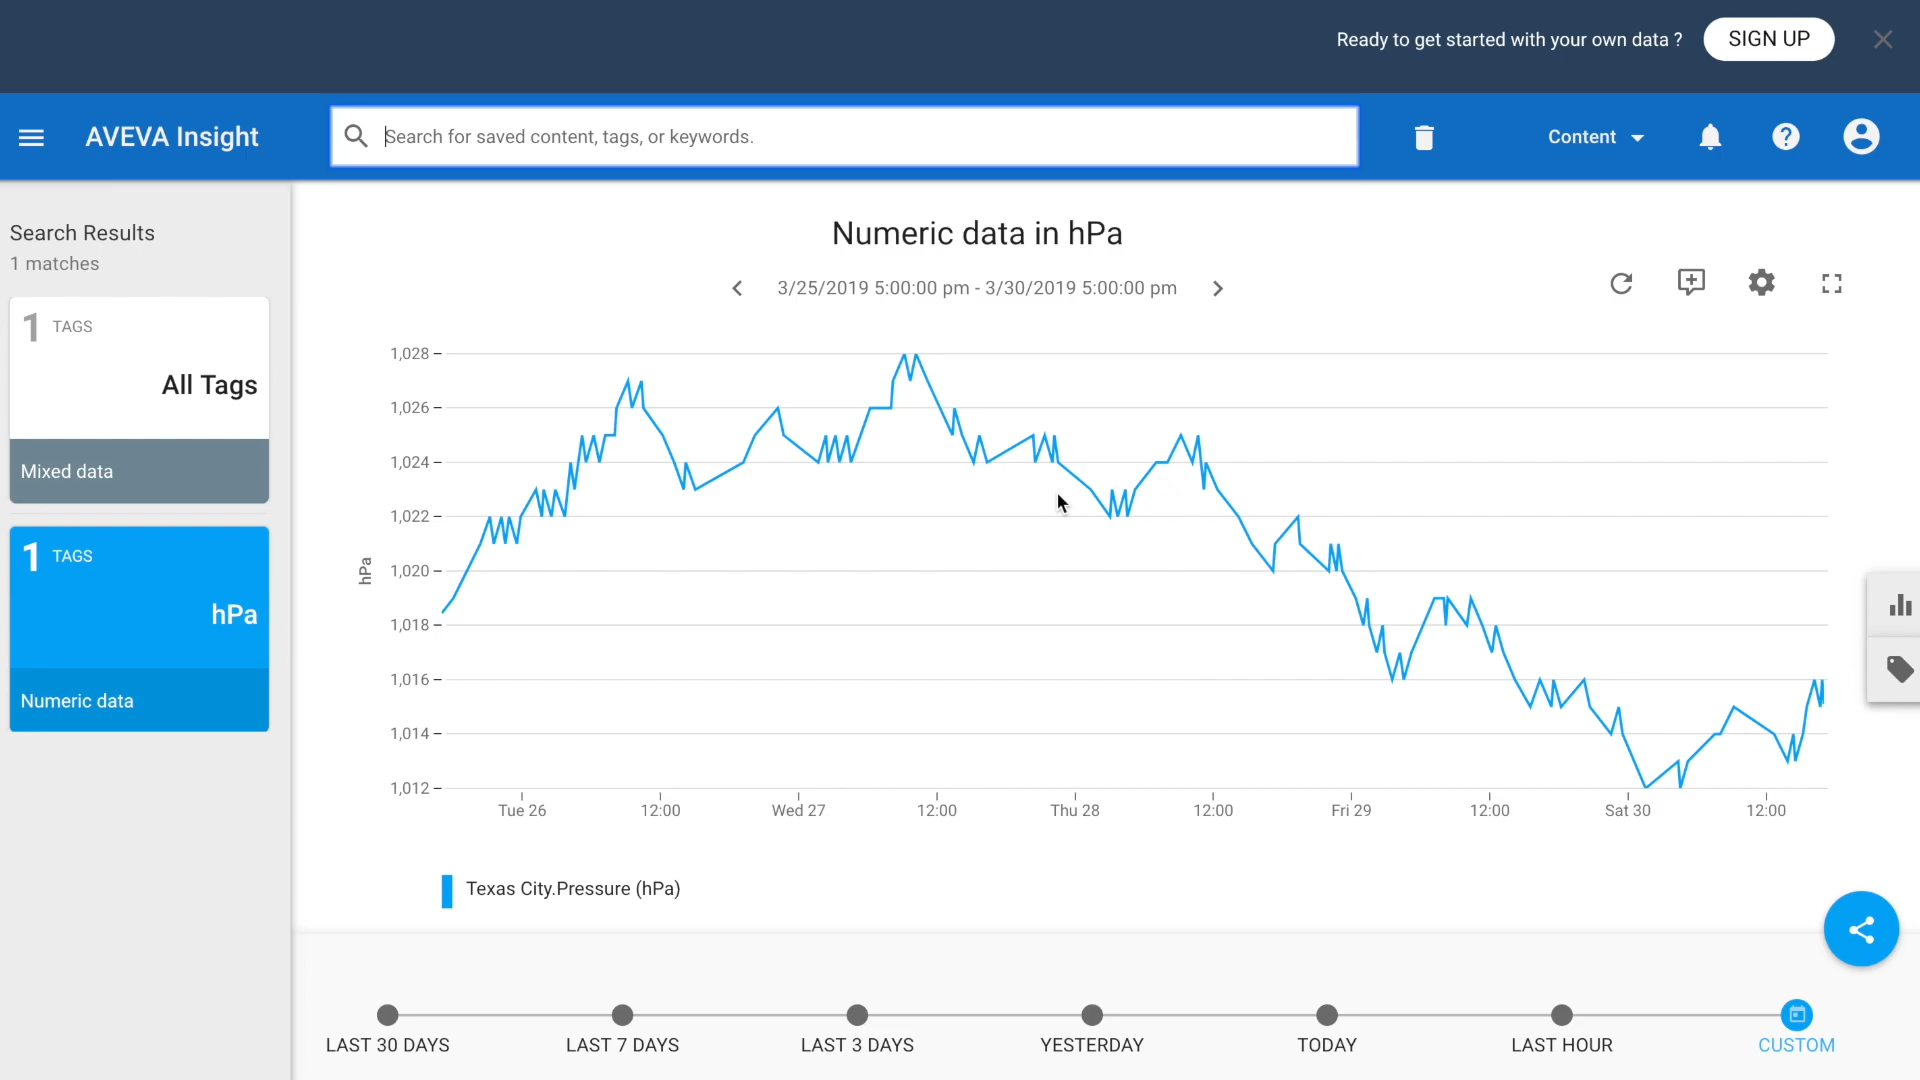 Ready to get started with your own data ?
SIGN UP
AVEVA Insight
Search for saved content, tags, or keywords.
Content
Search Results
1 matches
1 TAGS
All Tags
Mixed data
1 TAGS
hPa
Numeric data
Numeric data in hPa
3/25/2019 5:00:00 pm - 3/30/2019 5:00:00 pm
1,028
1,026
1,024
1,022
1,020
1,018
1,016
1,014
1,012
hPa
Tue 26 12:00 Wed 27 12:00 Thu 28 12:00 Fri 29 12:00 Sat 30 12:00
Texas City.Pressure (hPa)
LAST 30 DAYS LAST 7 DAYS LAST 3 DAYS YESTERDAY TODAY LAST HOUR CUSTOM